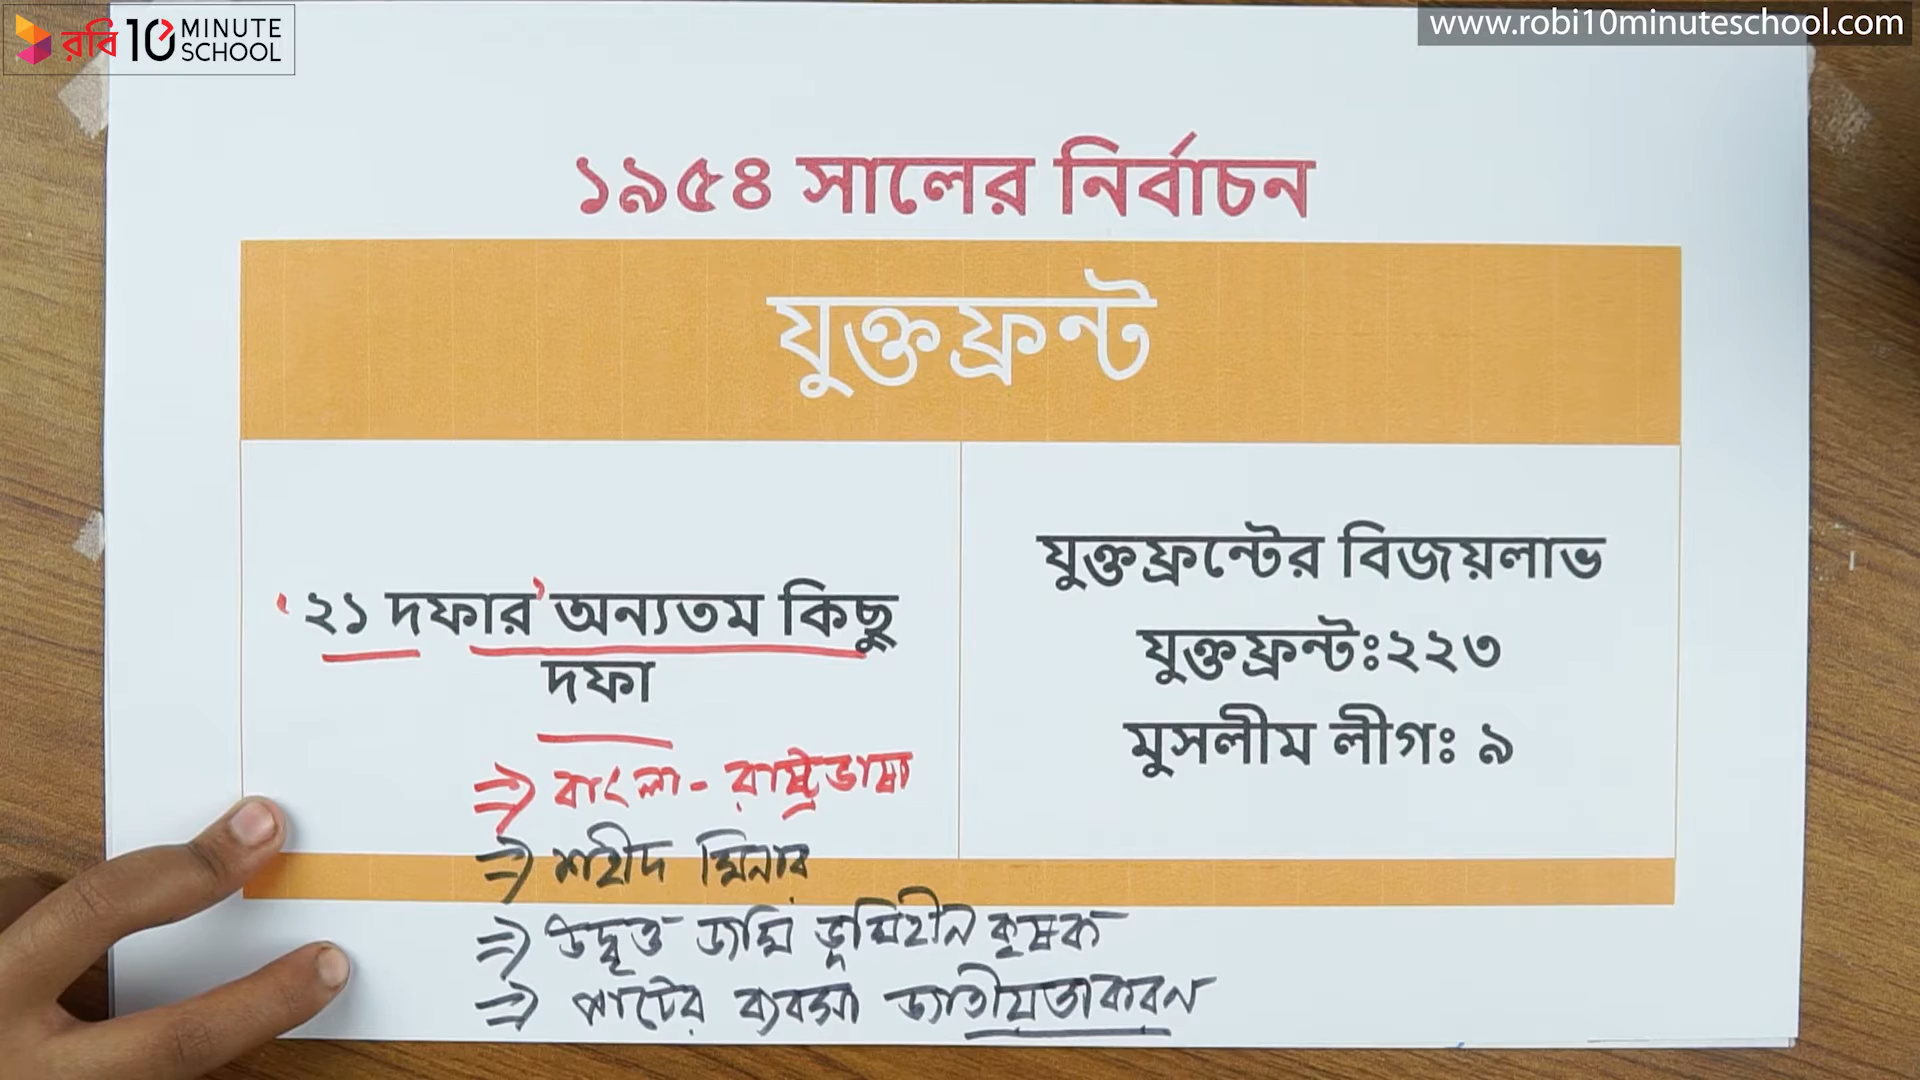 রবি 10 MINUTE SCHOOL
www.robi10minuteschool.com
১৯৫৪ সালের নির্বাচন
যুক্তফ্রন্ট
'২১ দফার' অন্যতম কিছু
দফা
⇒ বাংলা - রাষ্ট্রভাষা
⇒ শহীদ মিনার
⇒ উদ্বৃত্ত জমি ভূমিহীন কৃষক
⇒ পাটের ব্যবসা জাতীয়তাকরণ
যুক্তফ্রন্টের বিজয়লাভ
যুক্তফ্রন্টঃ২২৩
মুসলীম লীগঃ ৯